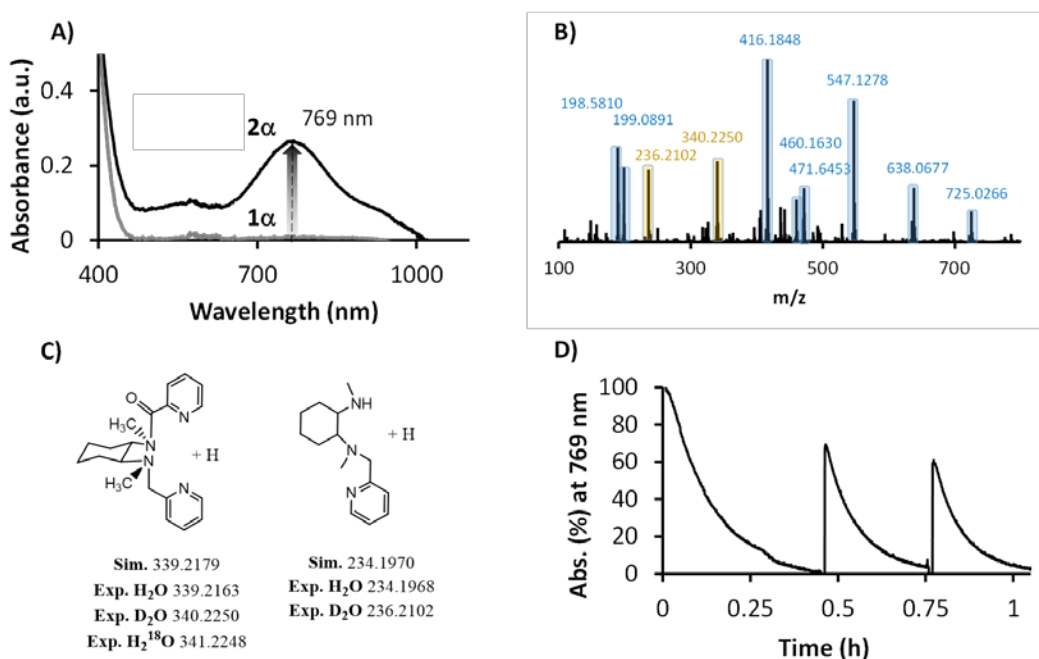 A)
Absorbance (a.u.)
0.4
0.2
0
2α
769 nm
1α
400
700
1000
Wavelength (nm)
B)
416.1848
547.1278
198.5810
199.0891
340.2250
236.2102
460.1630
471.6453
638.0677
725.0266
100
300
500
700
m/z
C)
O
N
H₃C
N
N
H₃C
N
+ H
Sim. 339.2179
Exp. H₂O 339.2163
Exp. D₂O 340.2250
Exp. H₂¹⁸O 341.2248
NH
N
N
+ H
Sim. 234.1970
Exp. H₂O 234.1968
Exp. D₂O 236.2102
D)
Abs. (%) at 769 nm
100
80
60
40
20
0
0
0.25
0.5
0.75
1
Time (h)